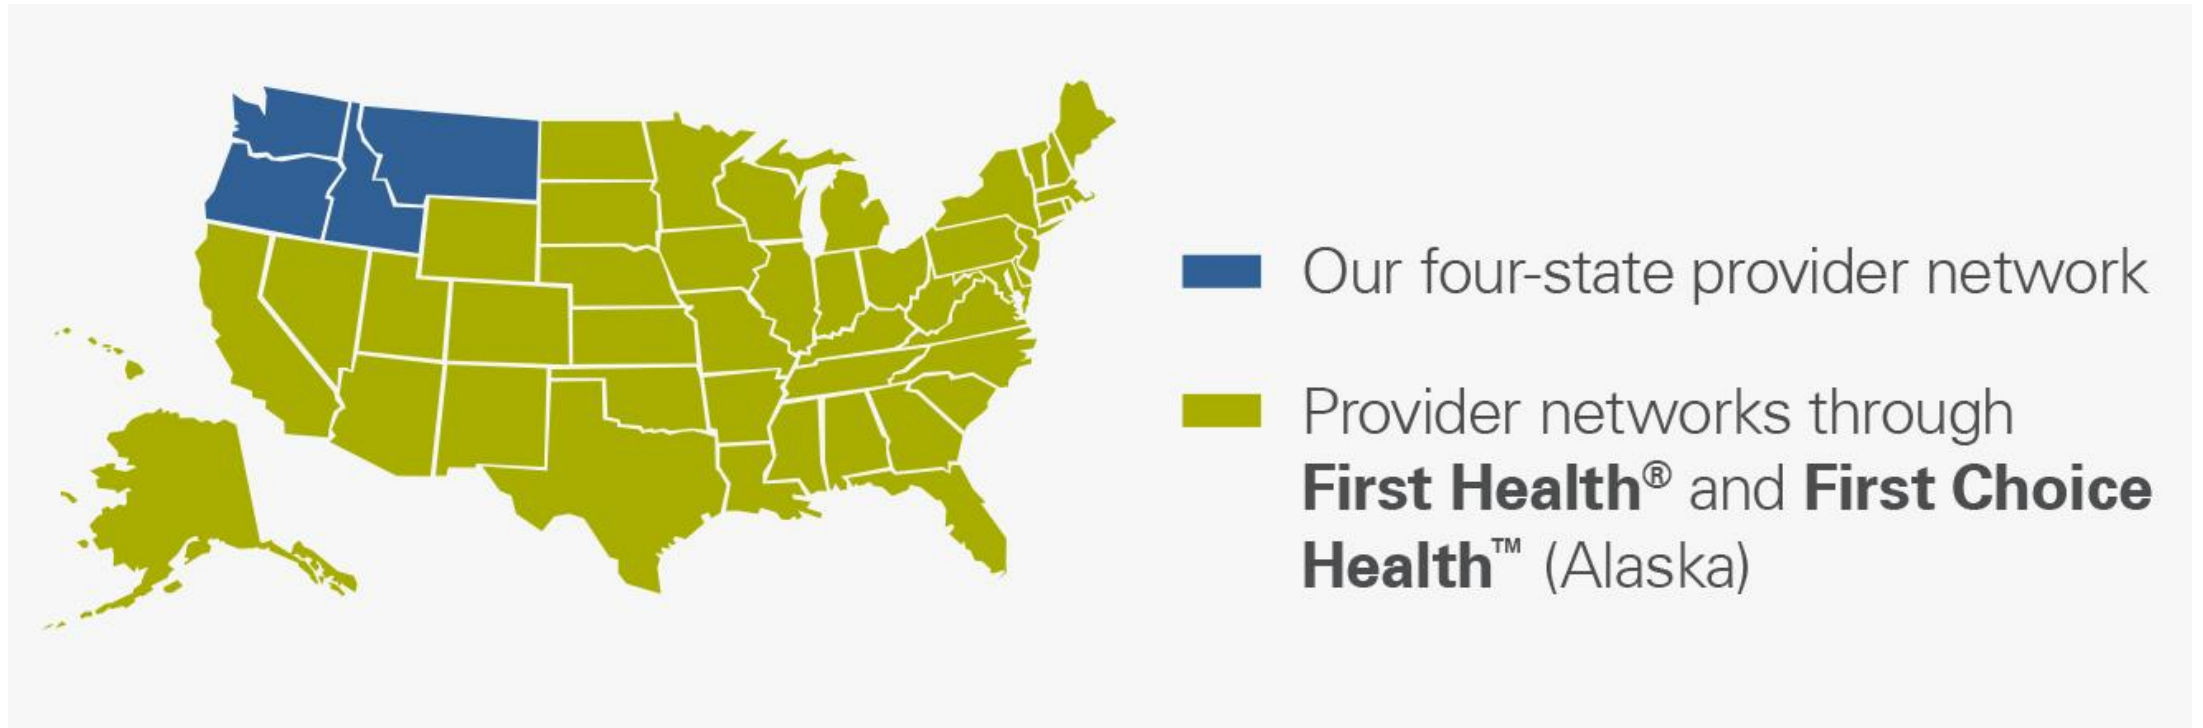 Our four-state provider network
Provider networks through
First Health® and First Choice
Health™ (Alaska)